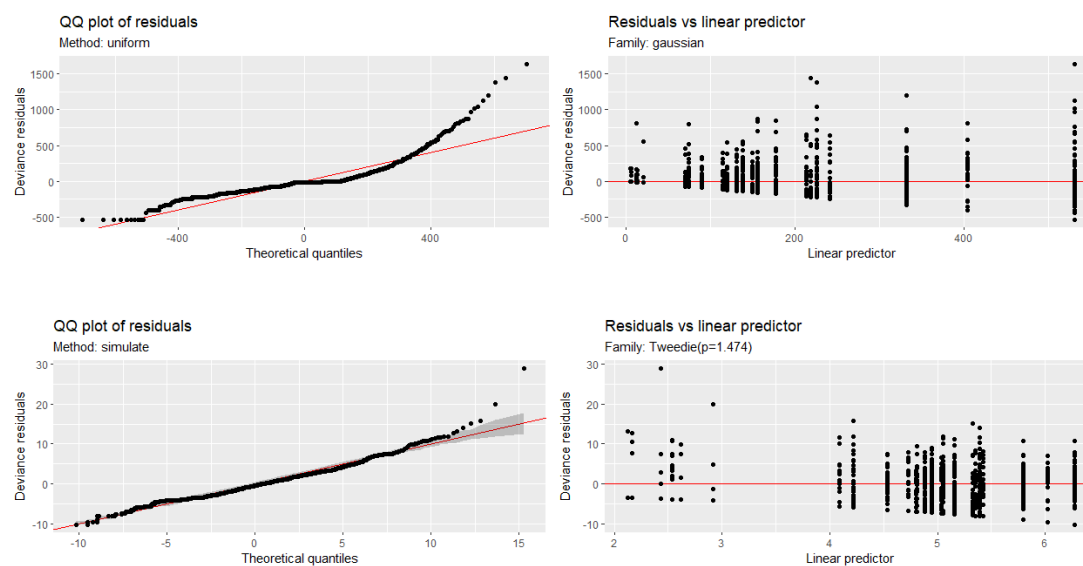 QQ plot of residuals
Method: uniform
1500
1000
500
0
-500
Deviance residuals
-400
0
400
Theoretical quantiles
Residuals vs linear predictor
Family: gaussian
1500
1000
500
0
-500
Deviance residuals
0
200
400
Linear predictor
QQ plot of residuals
Method: simulate
30
20
10
0
-10
Deviance residuals
-10
-5
0
5
10
15
Theoretical quantiles
Residuals vs linear predictor
Family: Tweedie(p=1.474)
30
20
10
0
-10
Deviance residuals
2
3
4
5
6
Linear predictor